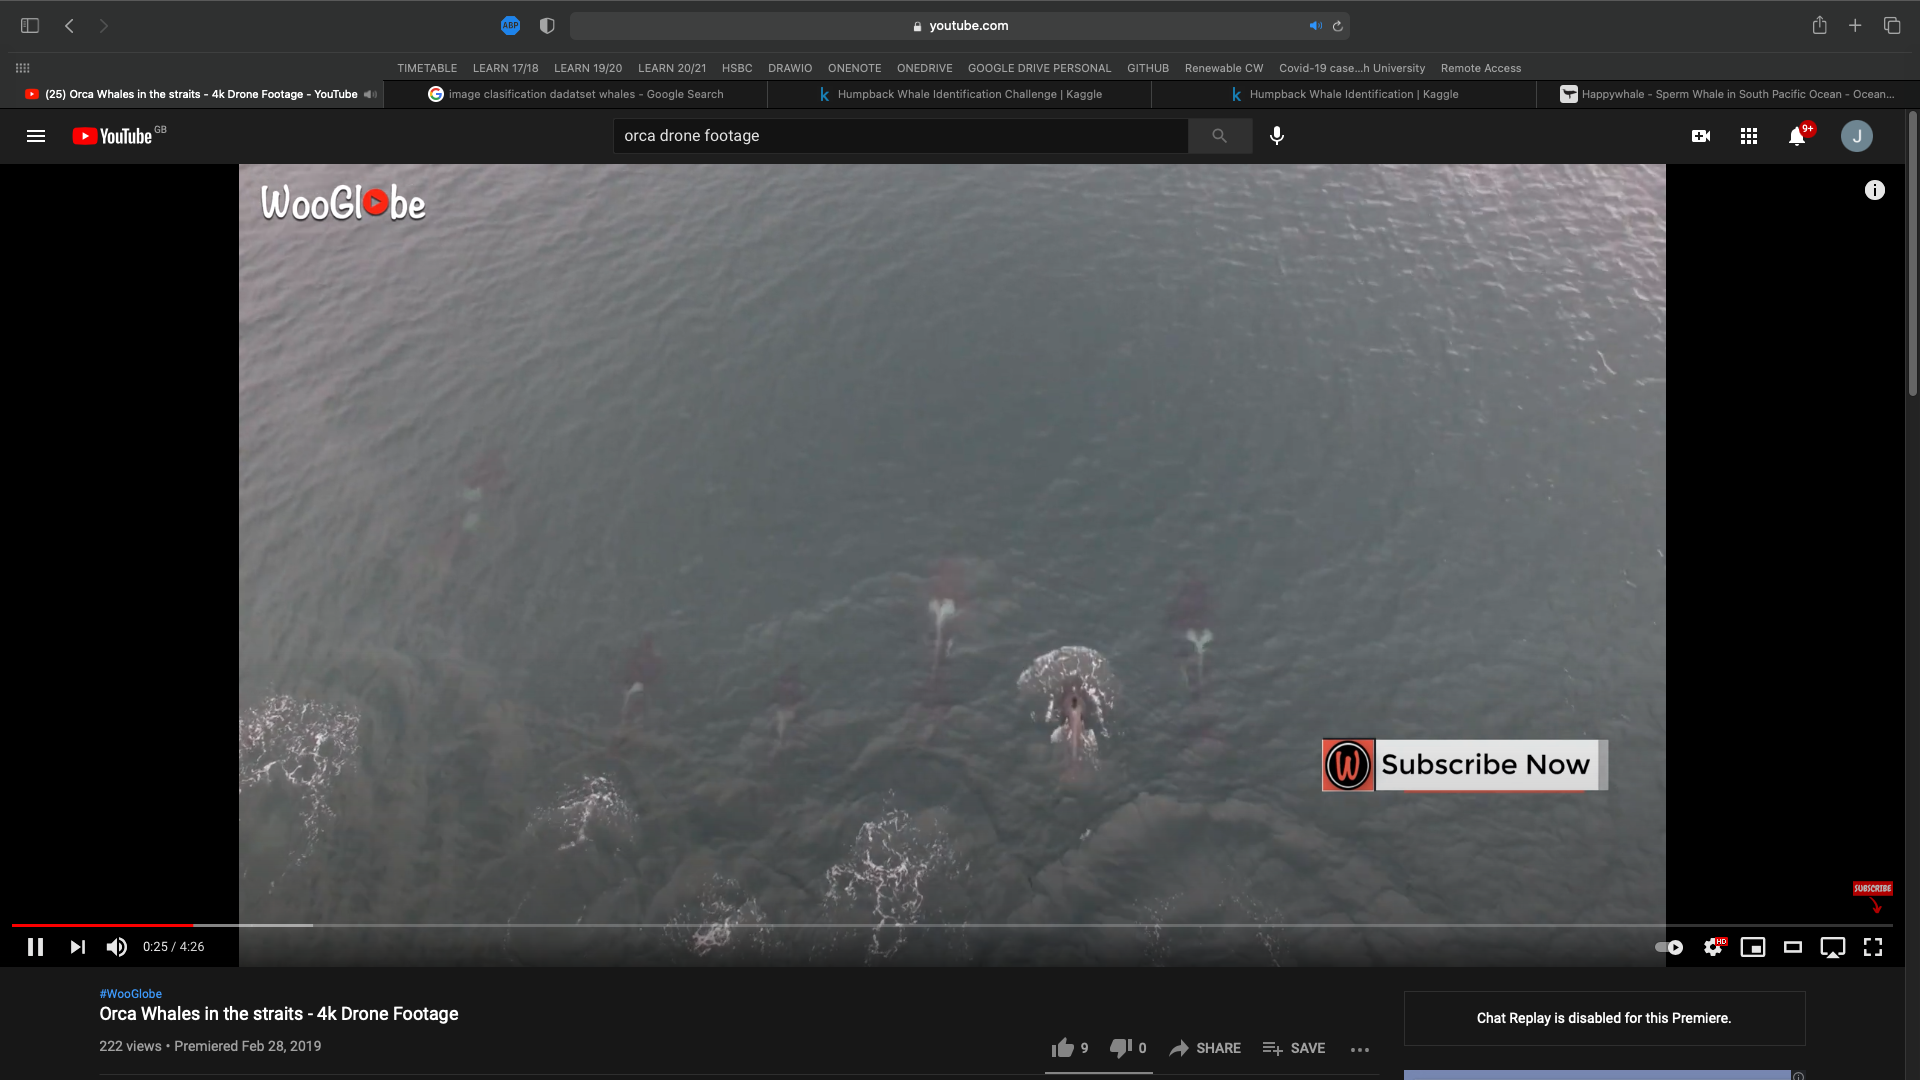 ABP
youtube.com
TIMETABLE LEARN 17/18 LEARN 19/20 LEARN 20/21 HSBC DRAWIO ONENOTE ONEDRIVE GOOGLE DRIVE PERSONAL GITHUB Renewable CW Covid-19 case...h University Remote Access
(25) Orca Whales in the straits - 4k Drone Footage - YouTube
image clasification dadatset whales - Google Search
Humpback Whale Identification Challenge | Kaggle
Humpback Whale Identification | Kaggle
Happywhale - Sperm Whale in South Pacific Ocean - Ocean...
YouTube GB
orca drone footage
9+
J
WooGlobe
W Subscribe Now
SUBSCRIBE
0:25 / 4:26
HD
#WooGlobe
Orca Whales in the straits - 4k Drone Footage
222 views • Premiered Feb 28, 2019
9 0 SHARE SAVE
Chat Replay is disabled for this Premiere.